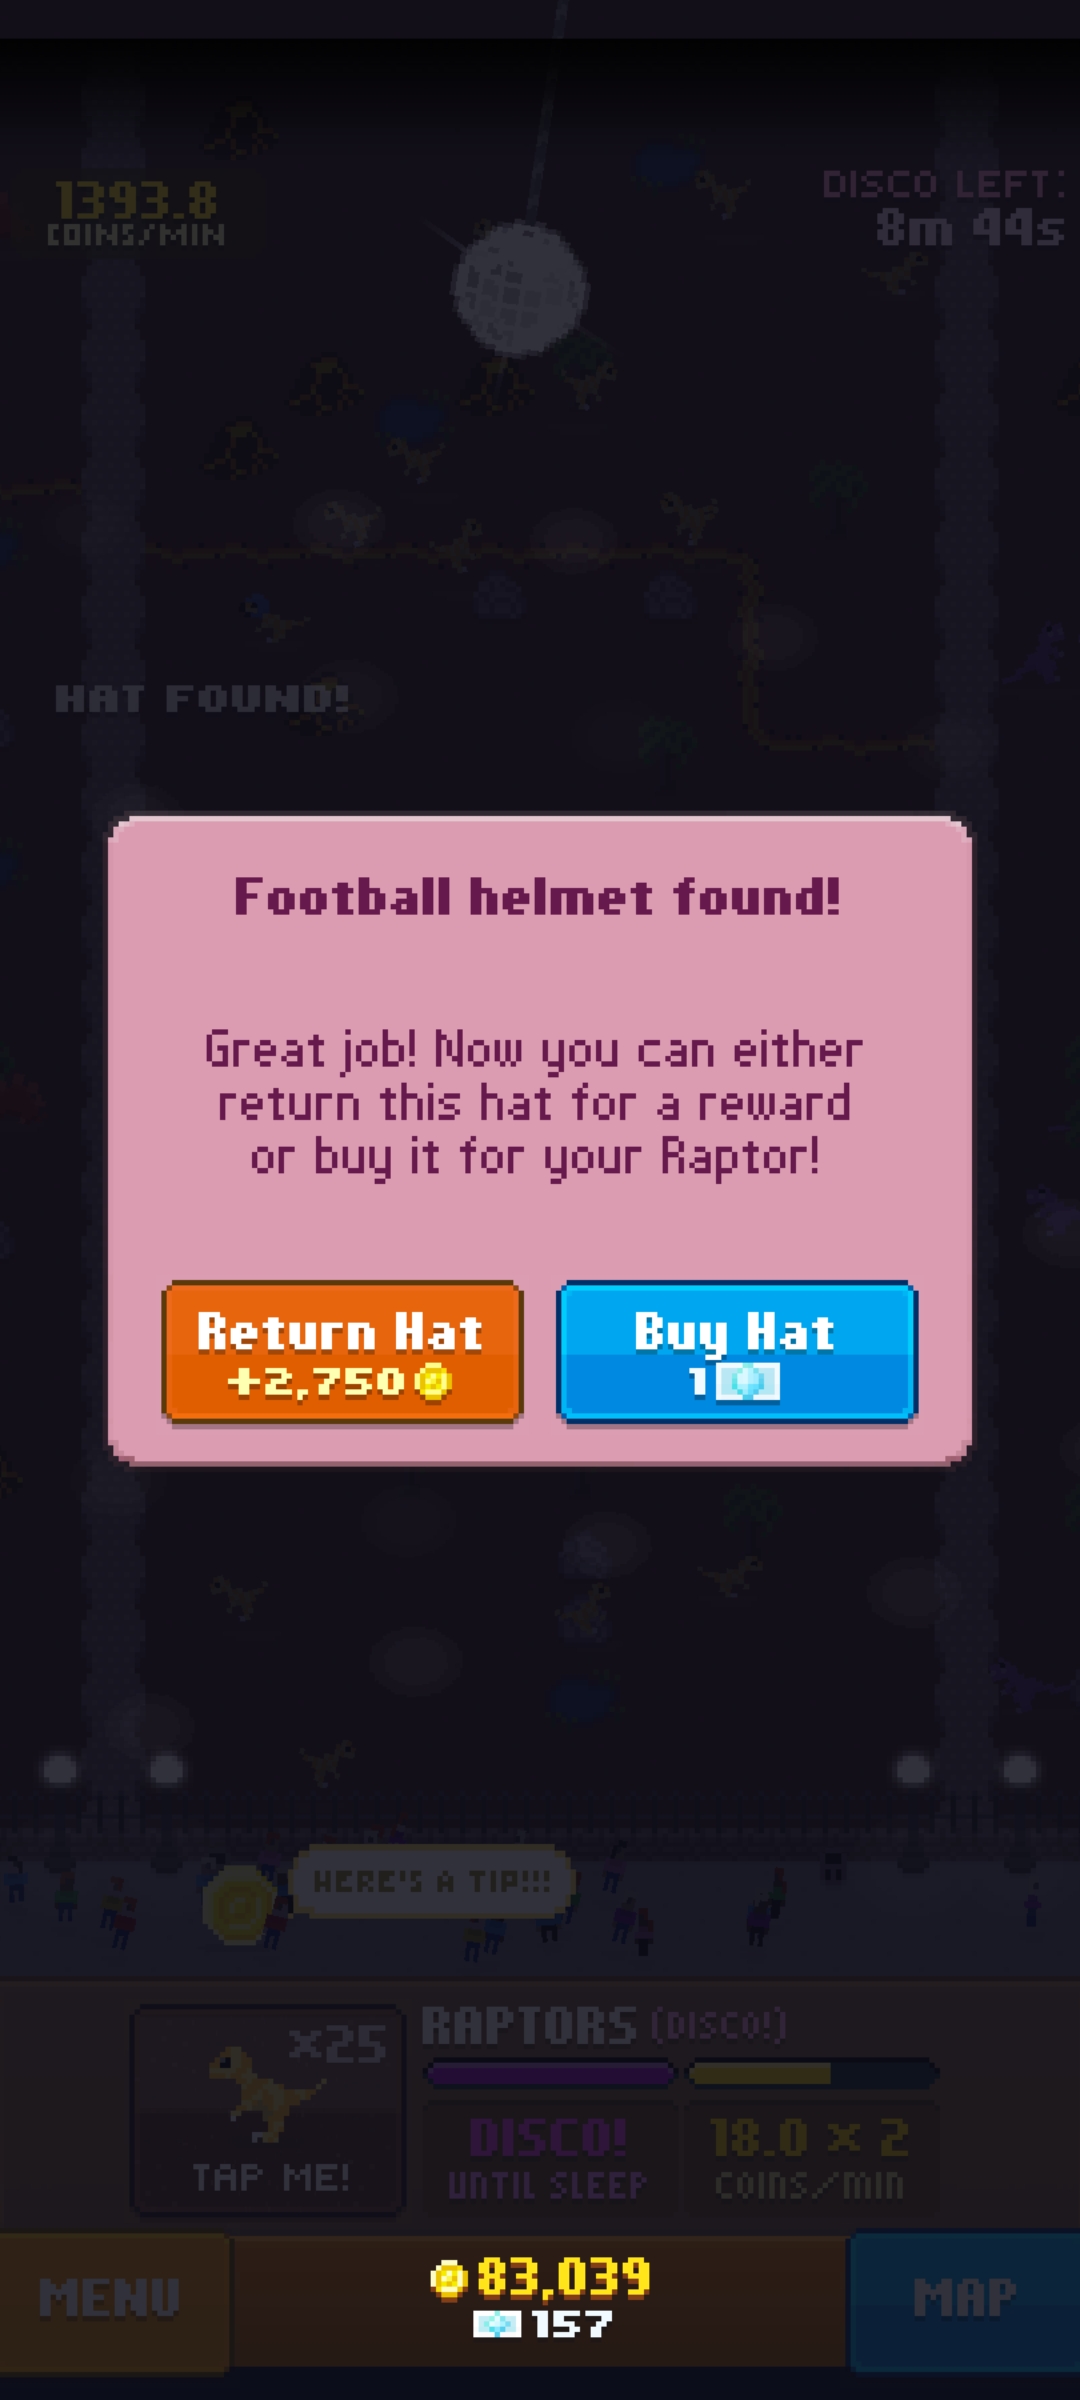 1393.8
COINS/MIN
DISCO LEFT:
8m 44s
HAT FOUND!
Football helmet found!
Great job! Now you can either
return this hat for a reward
or buy it for your Raptor!
Return Hat
+2,750
Buy Hat
1
HERE'S A TIP!!!
×25
TAP ME!
RAPTORS (DISCO!)
DISCO!
UNTIL SLEEP
18.0 × 2
COINS/MIN
MENU
83,039
157
MAP